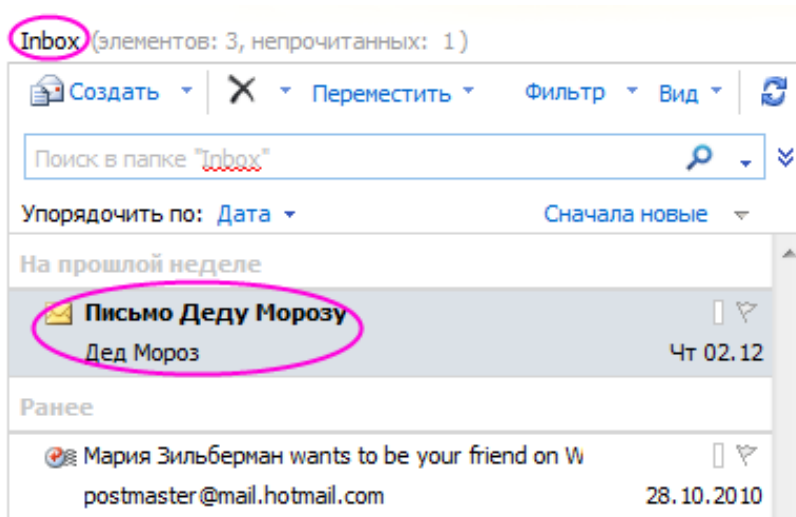 Inbox (элементов: 3, непрочитанных: 1)
Создать Переместить Фильтр Вид
Поиск в папке "Inbox"
Упорядочить по: Дата Сначала новые
На прошлой неделе
Письмо Деду Морозу
Дед Мороз Чт 02.12
Ранее
Мария Зильберман wants to be your friend on W
postmaster@mail.hotmail.com 28.10.2010